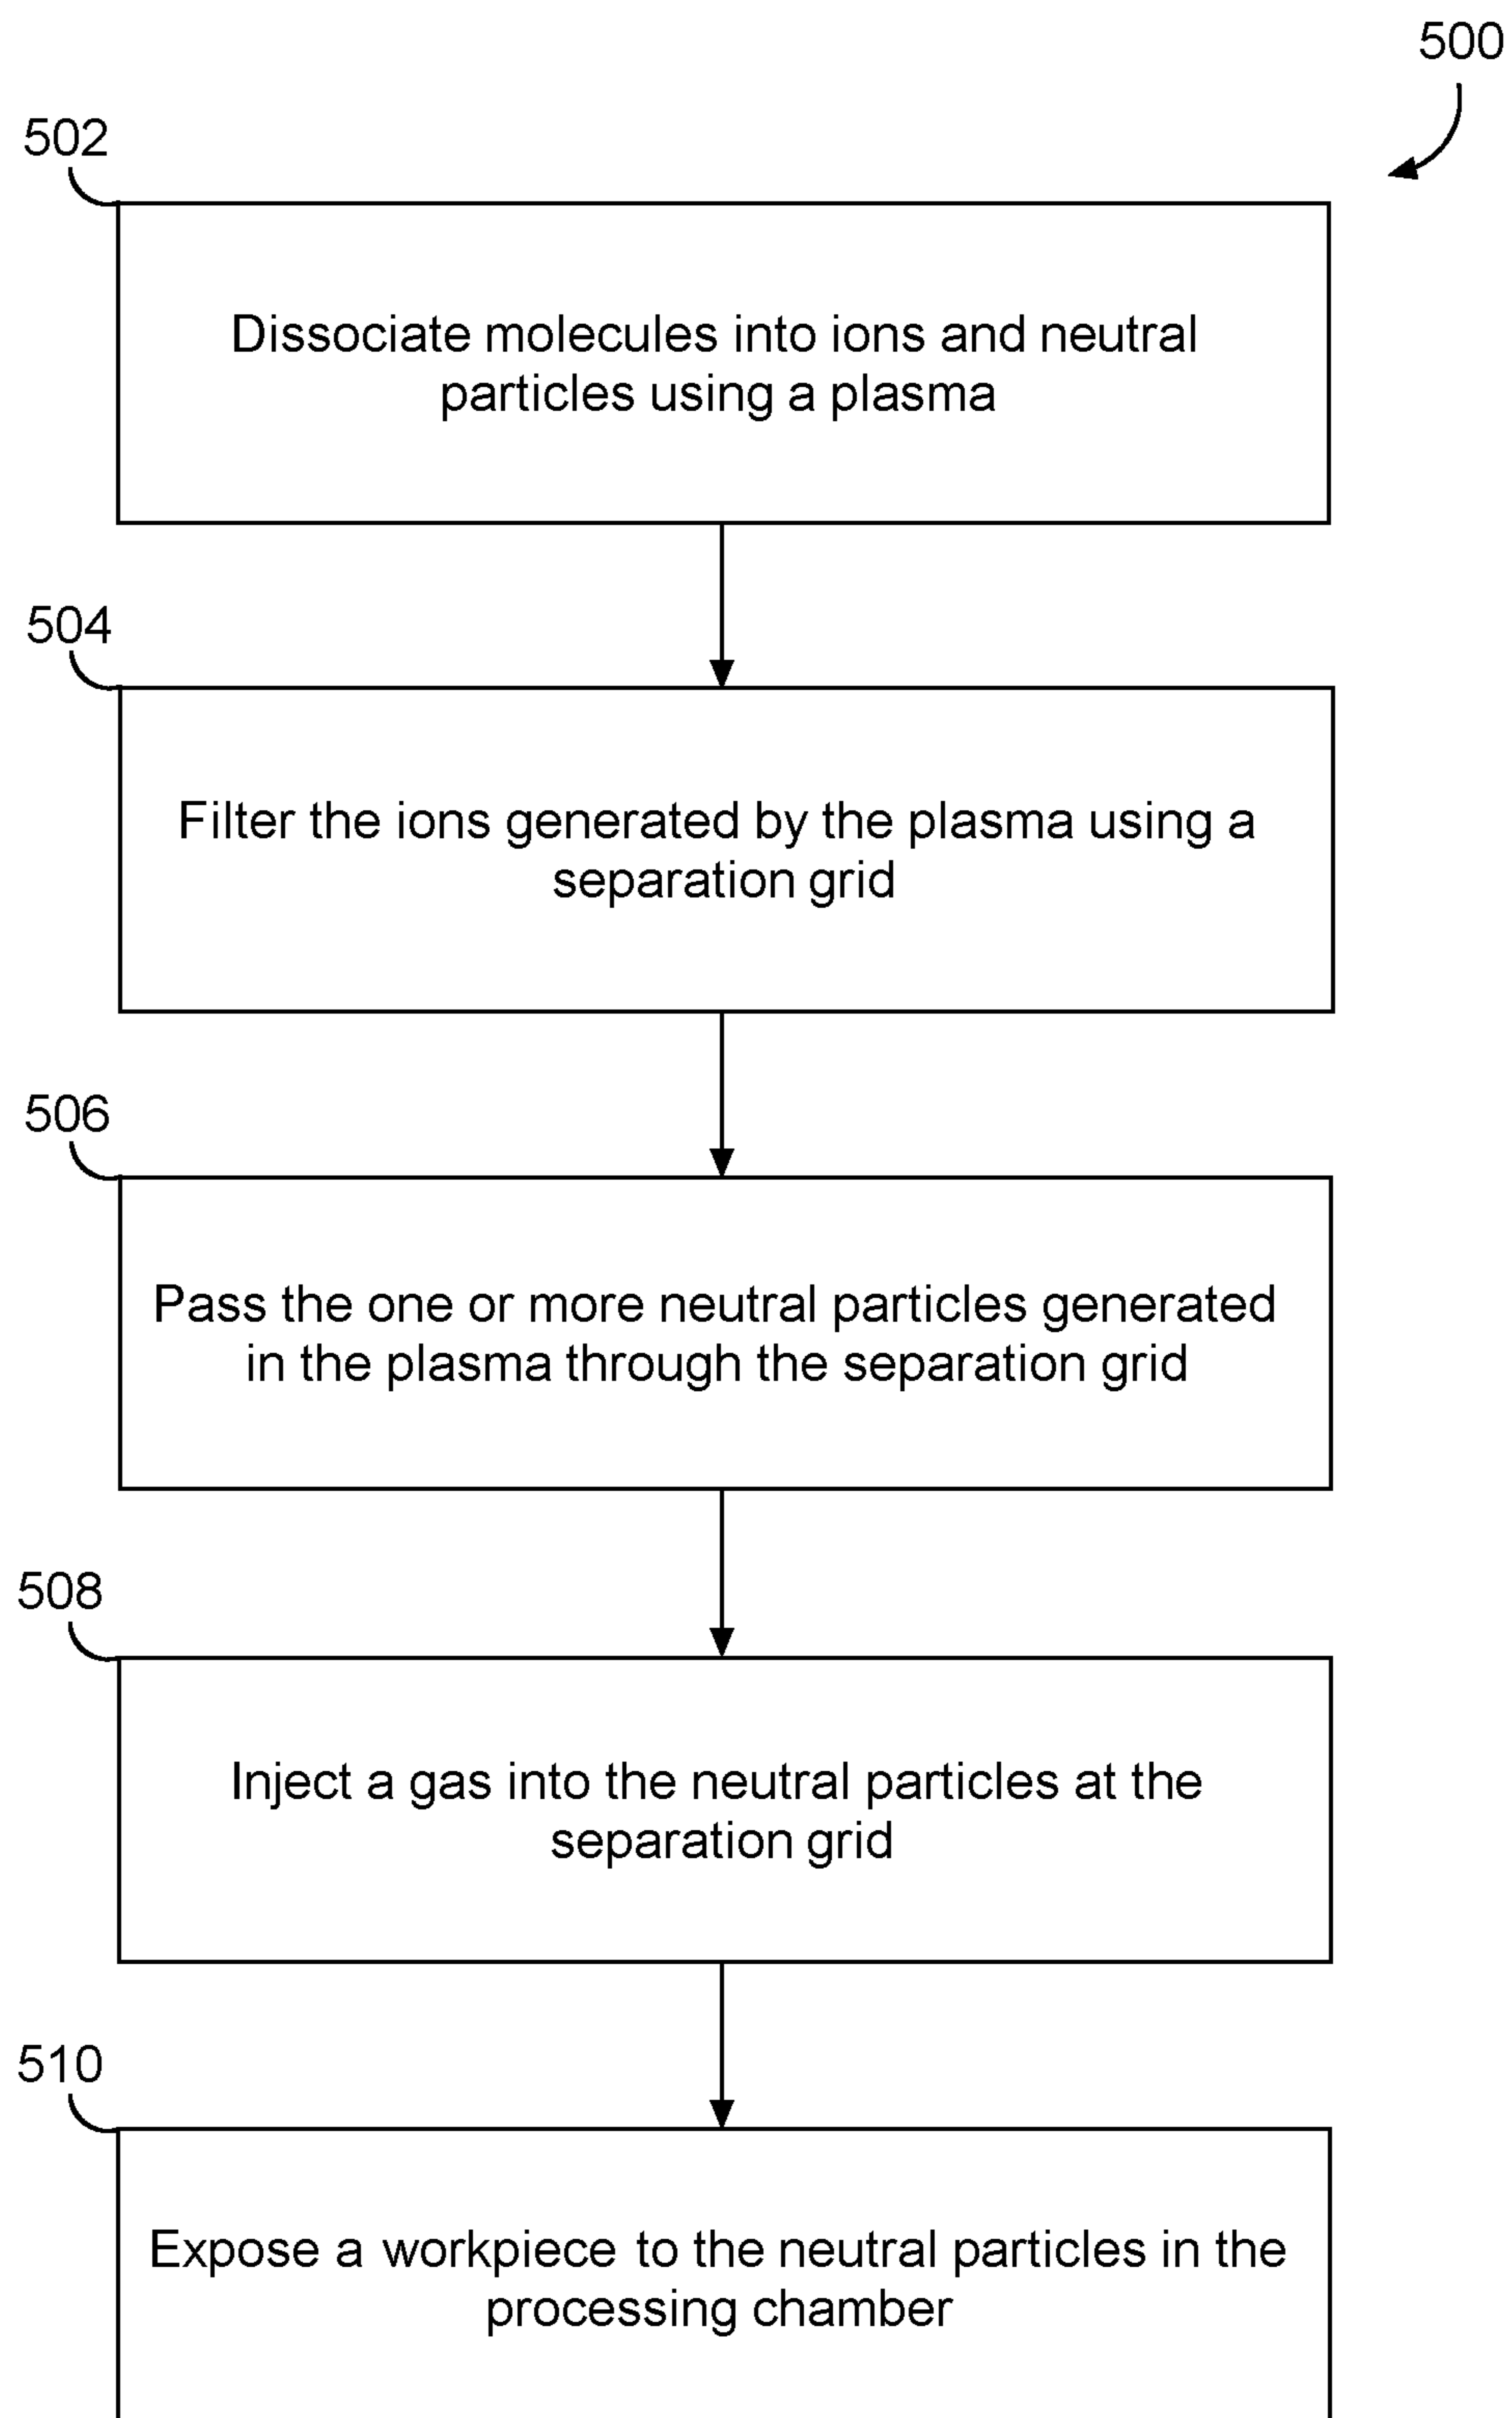 500
502
Dissociate molecules into ions and neutral
particles using a plasma
504
Filter the ions generated by the plasma using a
separation grid
506
Pass the one or more neutral particles generated
in the plasma through the separation grid
508
Inject a gas into the neutral particles at the
separation grid
510
Expose a workpiece to the neutral particles in the
processing chamber